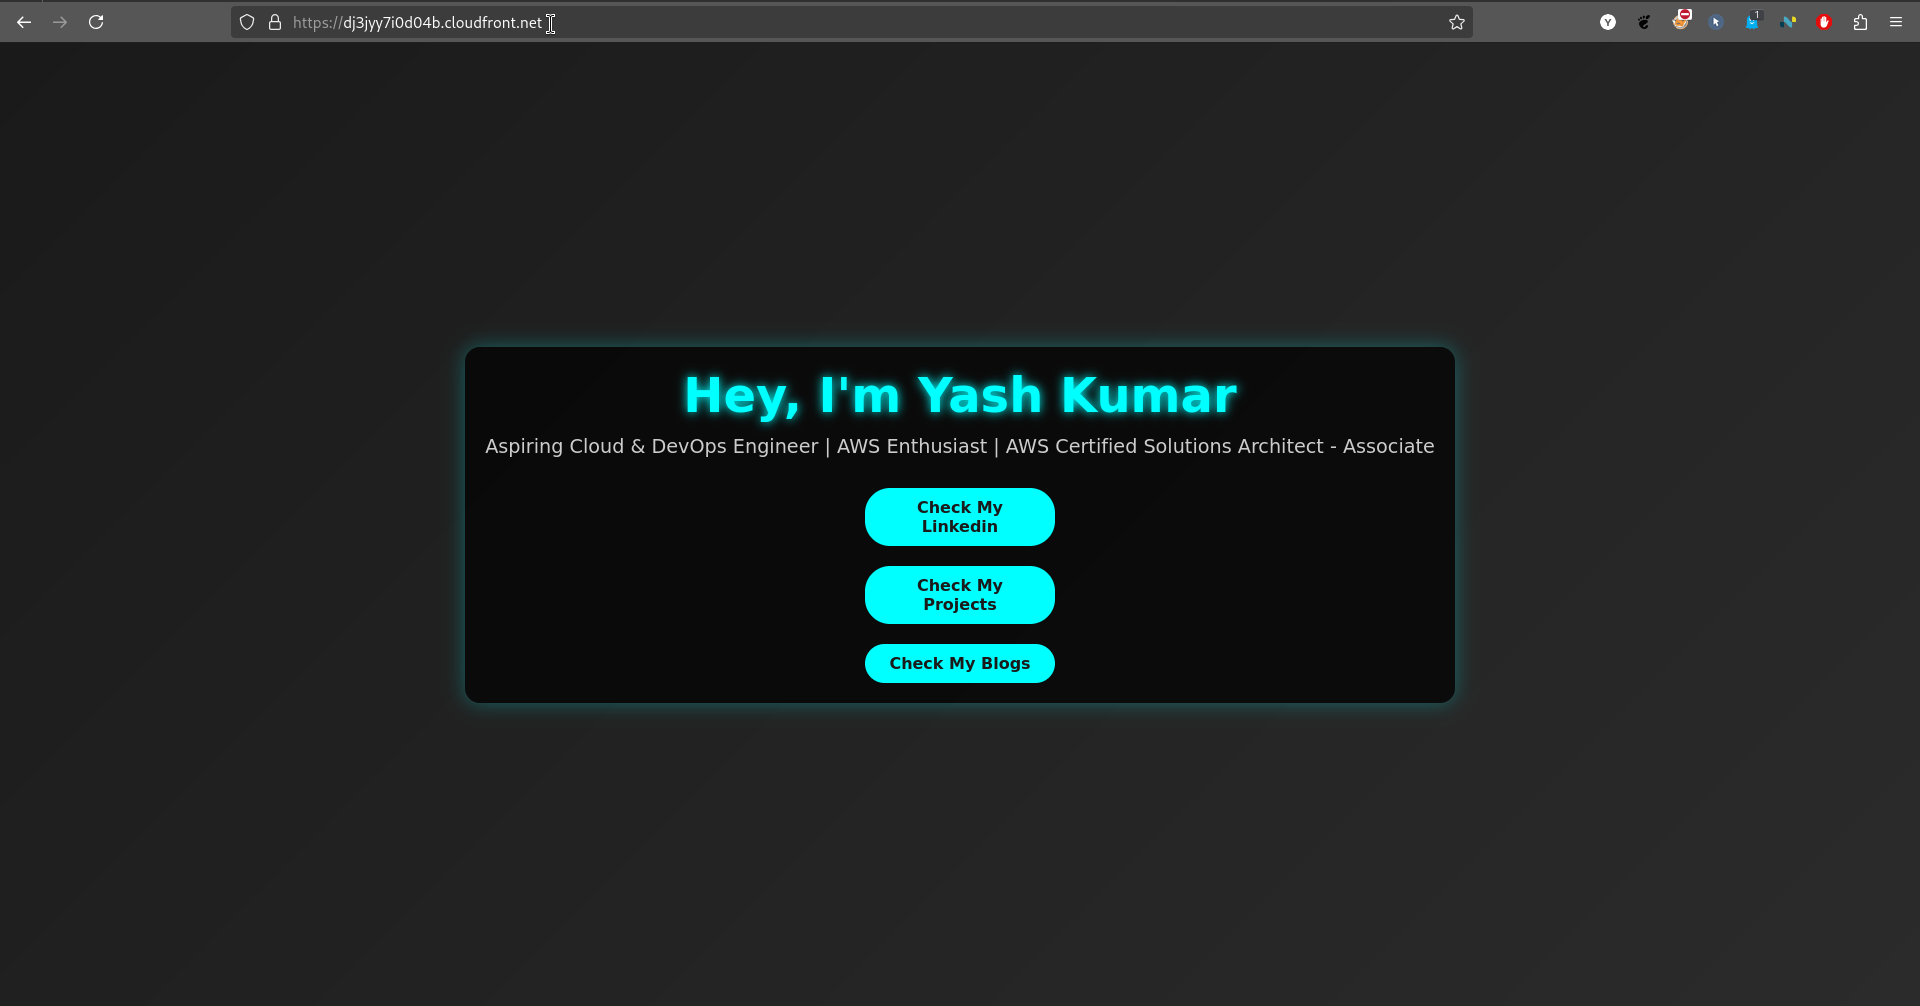 https://dj3jyy7i0d04b.cloudfront.net
Y
1
Hey, I'm Yash Kumar
Aspiring Cloud & DevOps Engineer | AWS Enthusiast | AWS Certified Solutions Architect - Associate
Check My
Linkedin
Check My
Projects
Check My Blogs